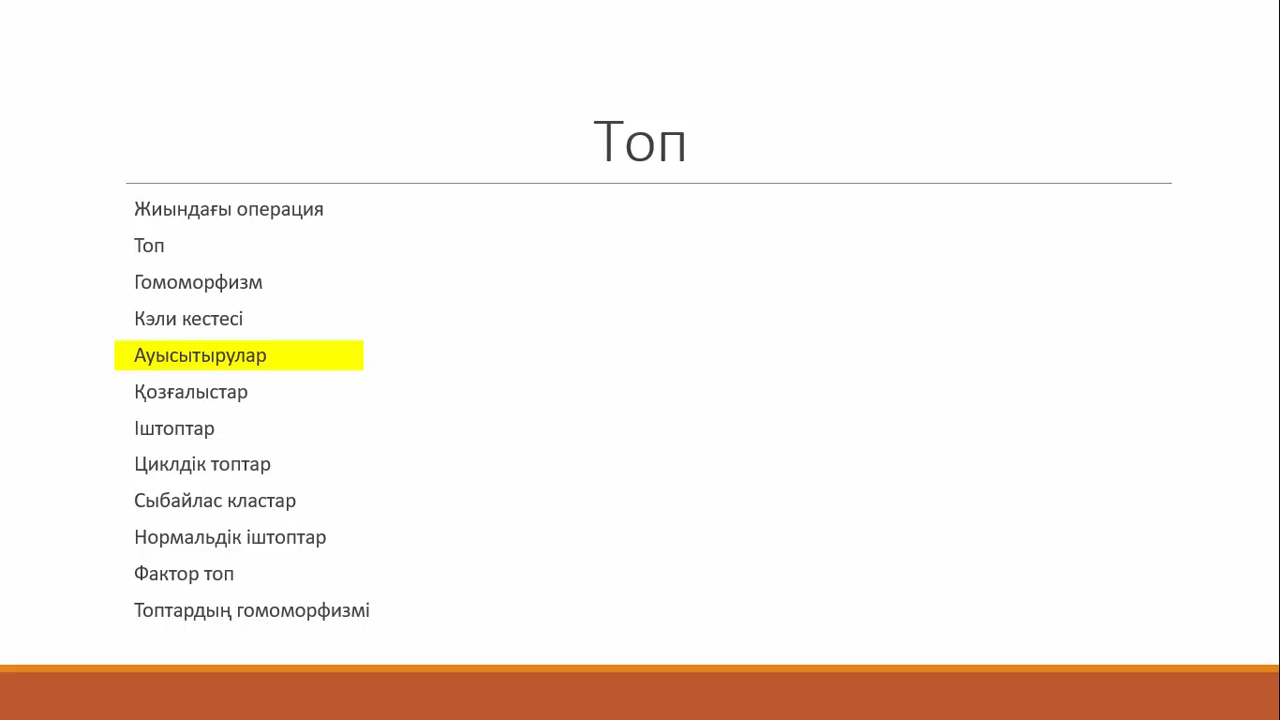 Топ
Жиындағы операция
Топ
Гомоморфизм
Кэли кестесі
Ауысытырулар
Қозғалыстар
Іштоптар
Циклдік топтар
Сыбайлас кластар
Нормальдік іштоптар
Фактор топ
Топтардың гомоморфизмі